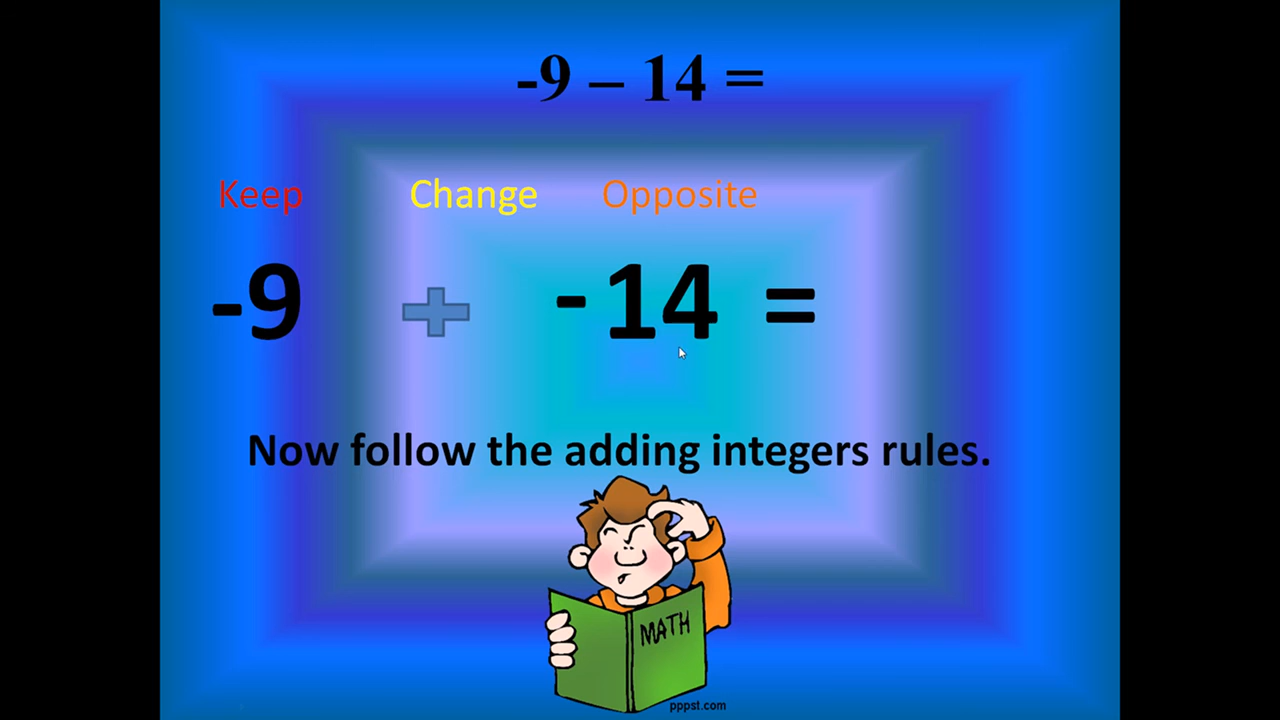 -9 – 14 =
Keep Change Opposite
-9 + -14 =
Now follow the adding integers rules.
MATH
pppst.com